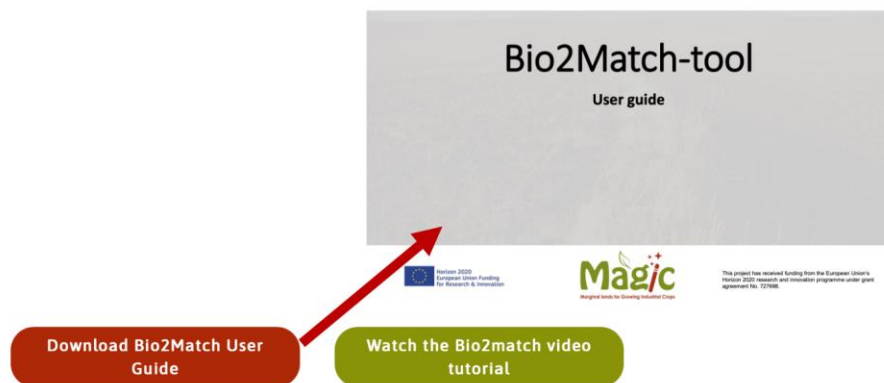 Bio2Match-tool
User guide
Horizon 2020
European Union Funding
for Research & Innovation
Magic
Marginal lands for Growing Industrial Crops
This project has received funding from the European Union's
Horizon 2020 research and innovation programme under grant
agreement No. 727698.
Download Bio2Match User
Guide
Watch the Bio2match video
tutorial